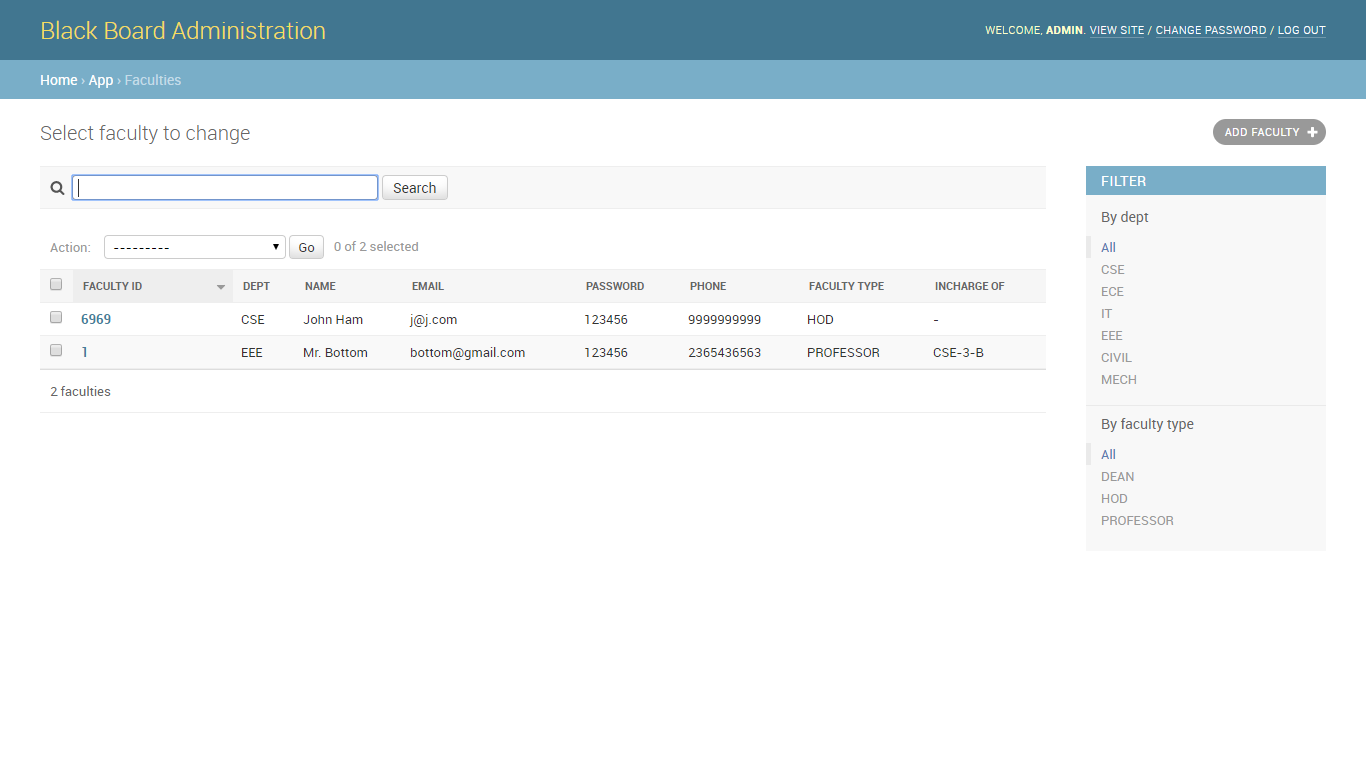 Black Board Administration
WELCOME, ADMIN. VIEW SITE / CHANGE PASSWORD / LOG OUT
Home › App › Faculties
Select faculty to change
ADD FACULTY +
Search
Action: --------- Go 0 of 2 selected
FACULTY ID DEPT NAME EMAIL PASSWORD PHONE FACULTY TYPE INCHARGE OF
6969 CSE John Ham j@j.com 123456 9999999999 HOD -
1 EEE Mr. Bottom bottom@gmail.com 123456 2365436563 PROFESSOR CSE-3-B
2 faculties
FILTER
By dept
All
CSE
ECE
IT
EEE
CIVIL
MECH
By faculty type
All
DEAN
HOD
PROFESSOR